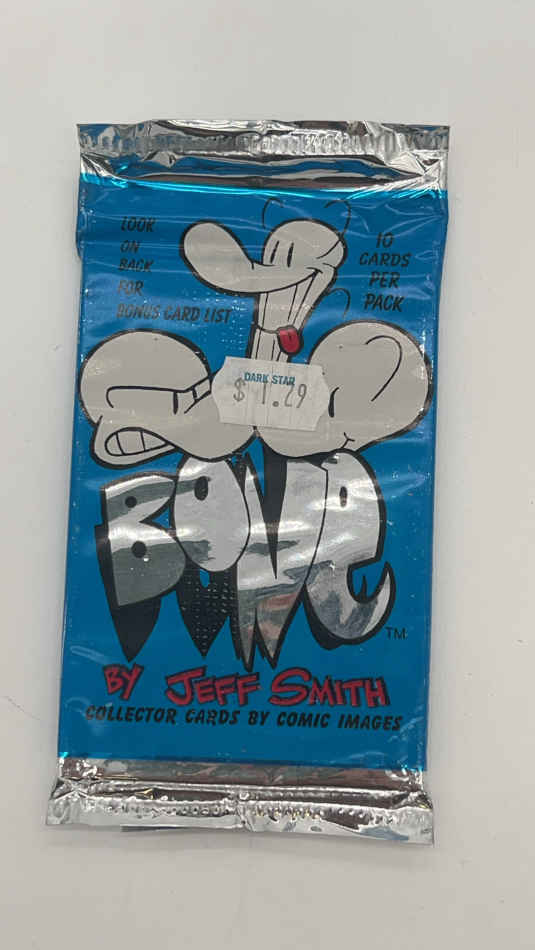 LOOK
ON
BACK
FOR
BONUS CARD LIST
10
CARDS
PER
PACK
DARK STAR
$ 1.29
BONE
TM
BY JEFF SMITH
COLLECTOR CARDS BY COMIC IMAGES